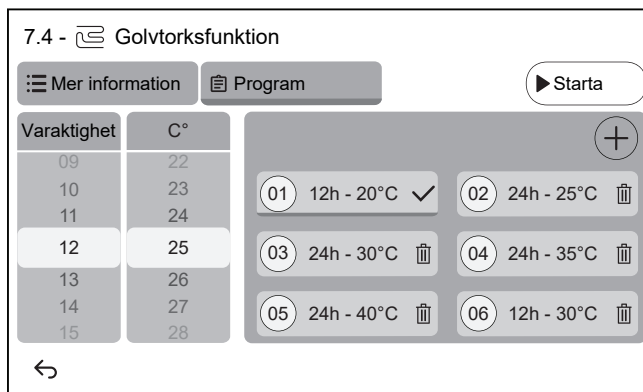 7.4 - Golvtorksfunktion
Mer information
Program
Starta
Varaktighet
C°
09
22
10
23
11
24
12
25
13
26
14
27
15
28
01 12h - 20°C
02 24h - 25°C
03 24h - 30°C
04 24h - 35°C
05 24h - 40°C
06 12h - 30°C